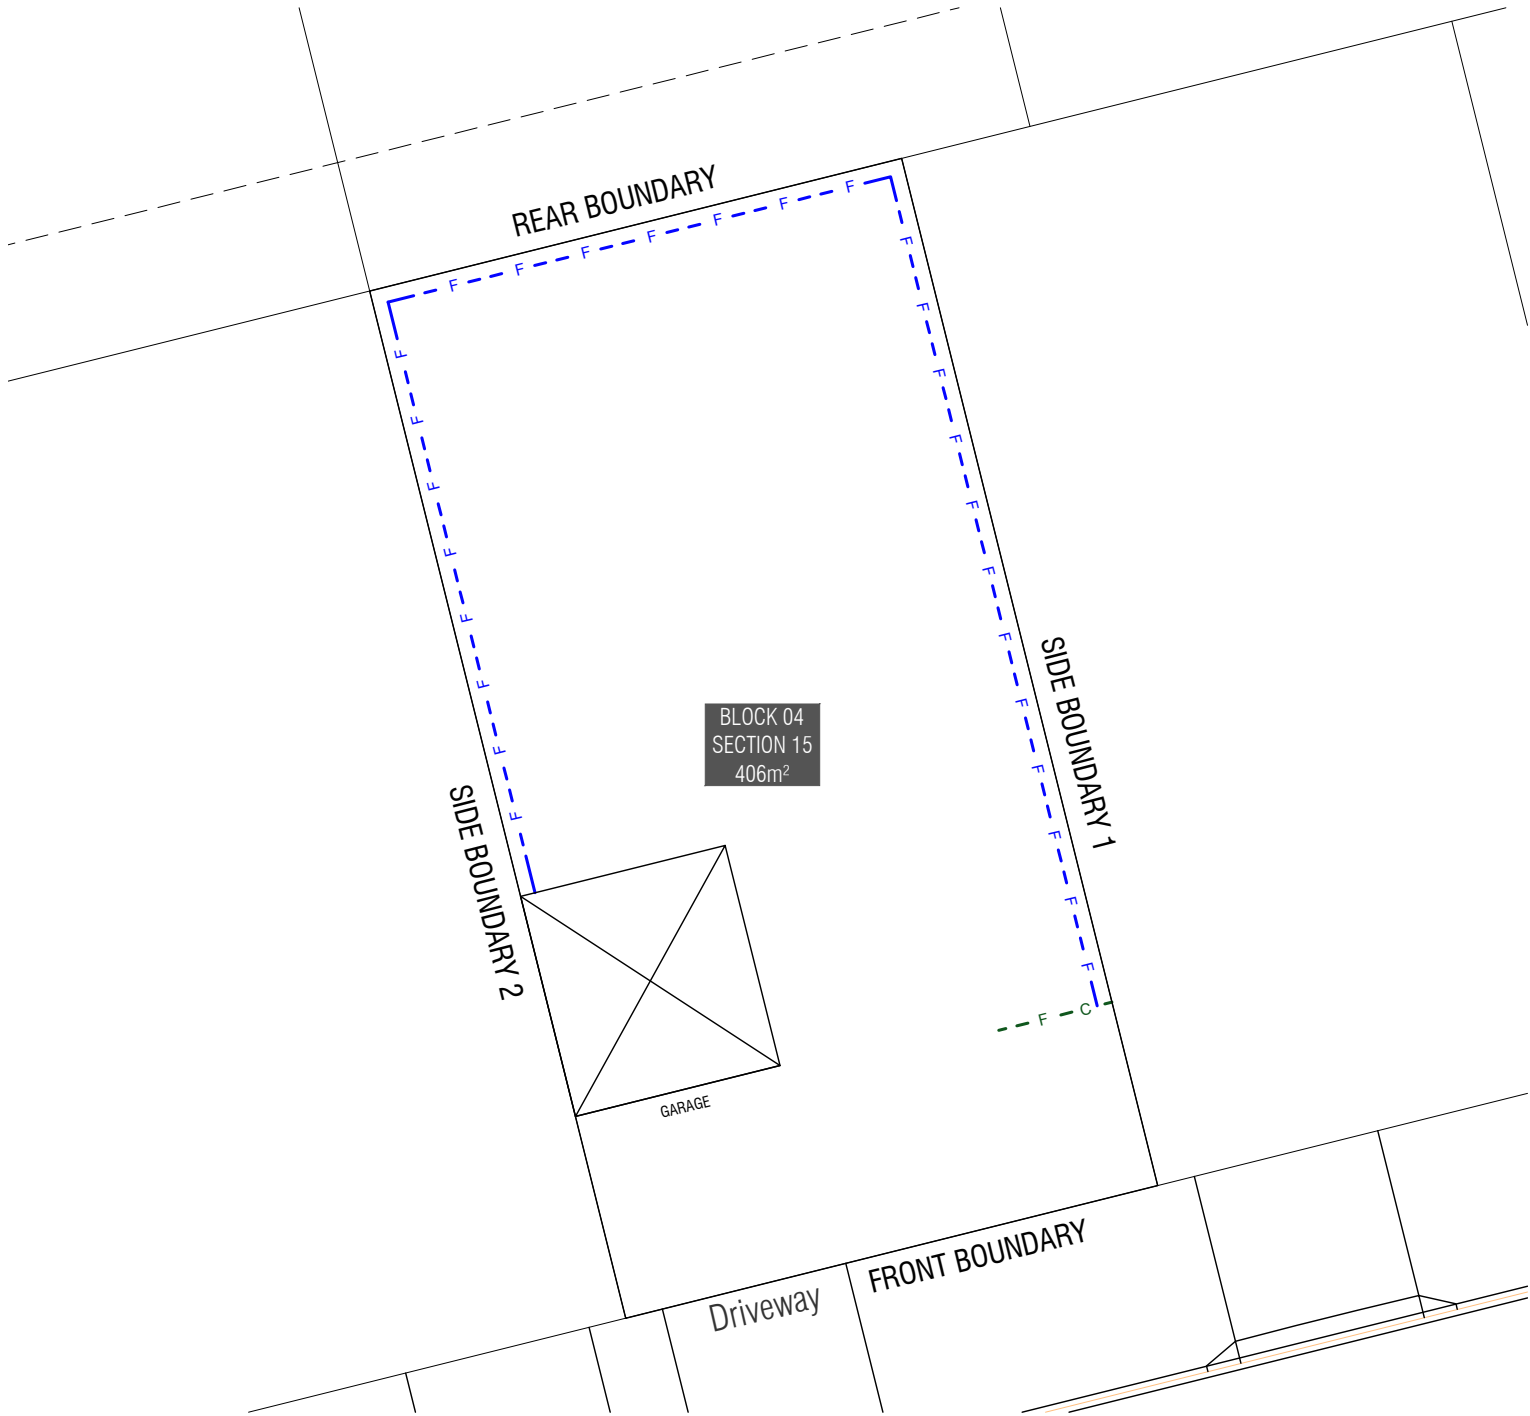 REAR BOUNDARY
F F F F F F F
F F F F F F F F
F F F F F F F F F F F F
BLOCK 04
SECTION 15
406m²
SIDE BOUNDARY 1
SIDE BOUNDARY 2
F C
GARAGE
FRONT BOUNDARY
Driveway